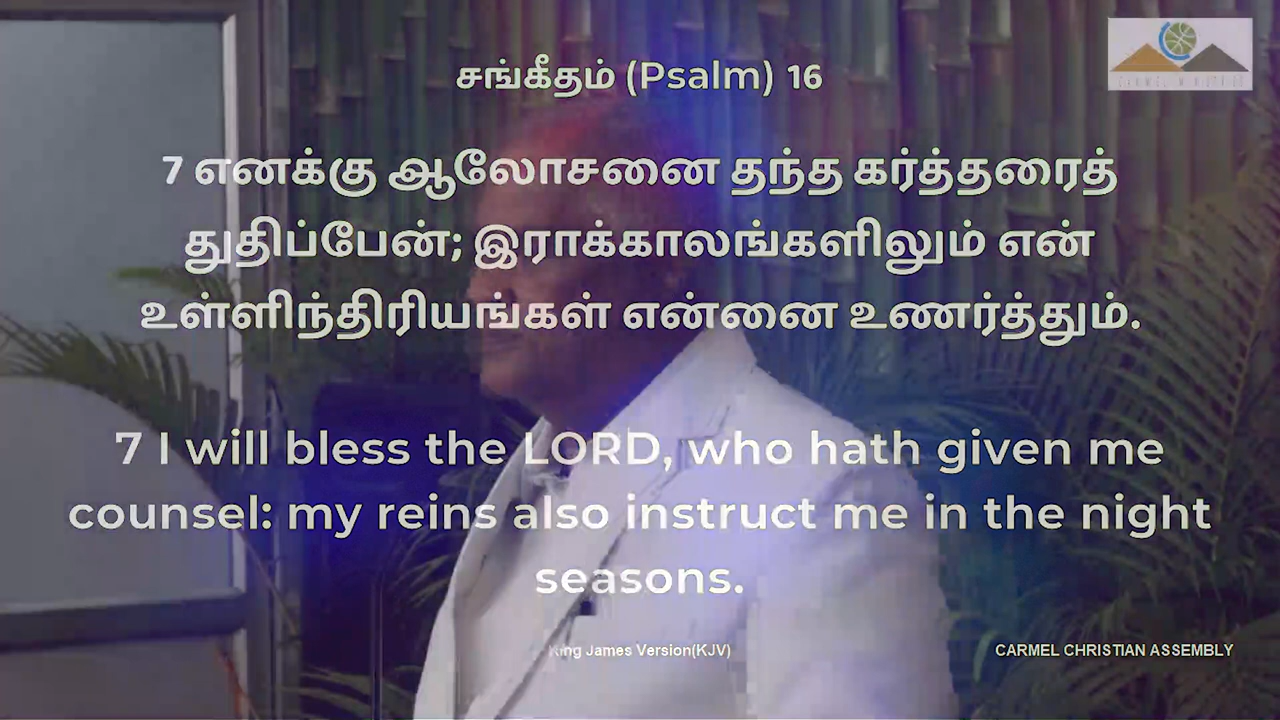 சங்கீதம் (Psalm) 16
7 எனக்கு ஆலோசனை தந்த கர்த்தரைத்
துதிப்பேன்; இராக்காலங்களிலும் என்
உள்ளிந்திரியங்கள் என்னை உணர்த்தும்.
7 I will bless the LORD, who hath given me
counsel: my reins also instruct me in the night
seasons.
King James Version(KJV)
CARMEL CHRISTIAN ASSEMBLY